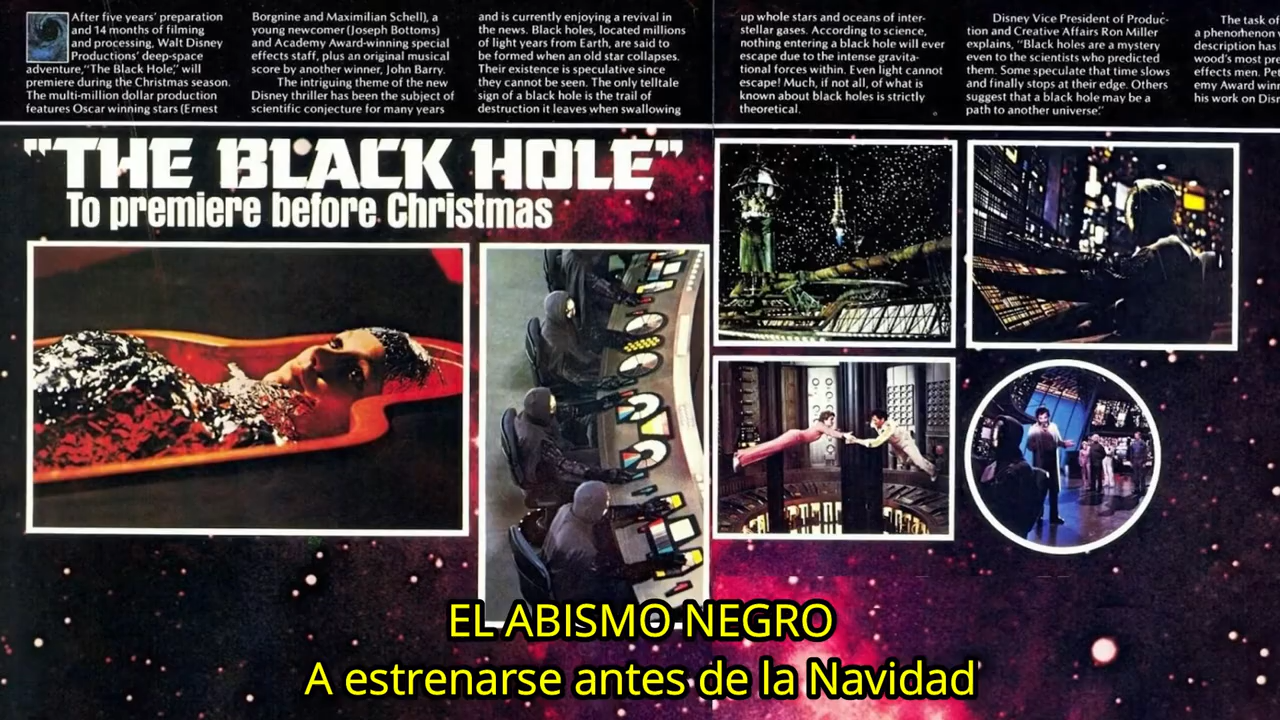 After five years' preparation
and 14 months of filming
and processing, Walt Disney
Productions' deep-space
adventure, "The Black Hole," will
premiere during the Christmas season.
The multi-million dollar production
features Oscar winning stars (Ernest
Borgnine and Maximilian Schell), a
young newcomer (Joseph Bottoms)
and Academy Award-winning special
effects staff, plus an original musical
score by another winner, John Barry.
The intriguing theme of the new
Disney thriller has been the subject of
scientific conjecture for many years
and is currently enjoying a revival in
the news. Black holes, located millions
of light years from Earth, are said to
be formed when an old star collapses.
Their existence is speculative since
they cannot be seen. The only telltale
sign of a black hole is the trail of
destruction it leaves when swallowing
up whole stars and oceans of inter-
stellar gases. According to science,
nothing entering a black hole will ever
escape due to the intense gravita-
tional forces within. Even light cannot
escape! Much, if not all, of what is
known about black holes is strictly
theoretical.
Disney Vice President of Produc-
tion and Creative Affairs Ron Miller
explains, "Black holes are a mystery
even to the scientists who predicted
them. Some speculate that time slows
and finally stops at their edge. Others
suggest that a black hole may be a
path to another universe."
The task of
a phenomenon
description has
wood's most
effects men.
emy Award
his work on
"THE BLACK HOLE"
To premiere before Christmas
EL ABISMO NEGRO
A estrenarse antes de la Navidad